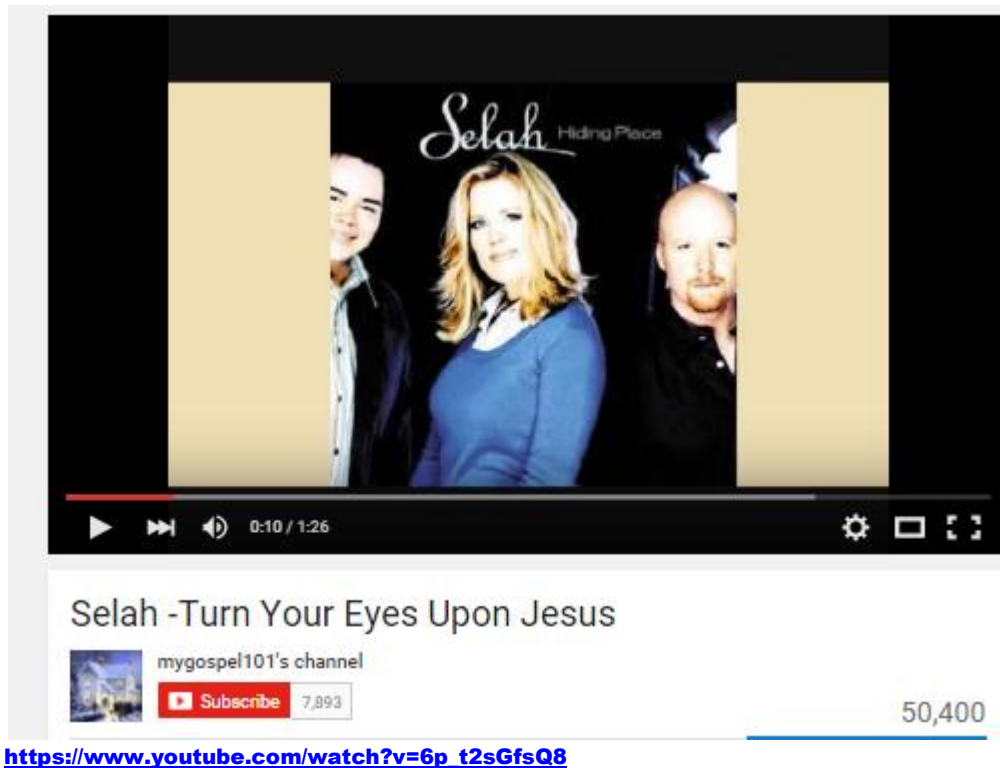 Selah Hiding Place
0:10 / 1:26
Selah -Turn Your Eyes Upon Jesus
mygospel101's channel
Subscribe 7,893
50,400
https://www.youtube.com/watch?v=6p_t2sGfsQ8